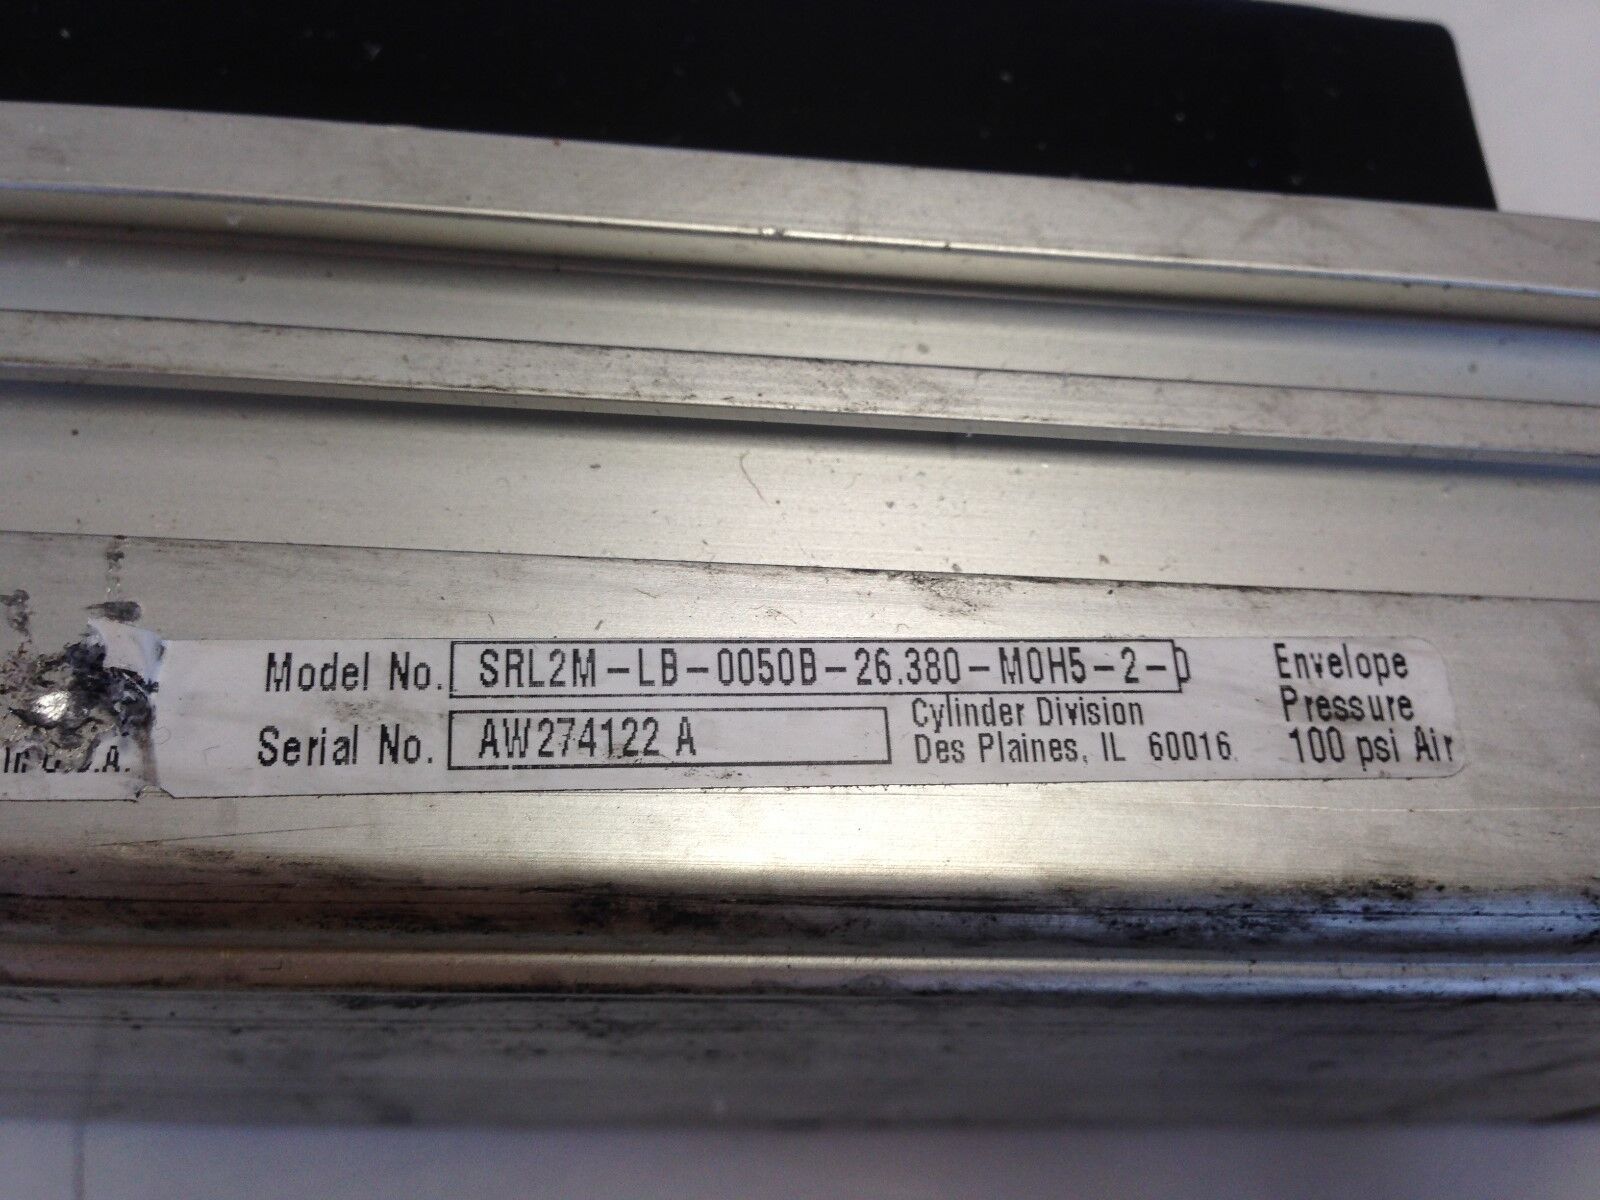 Model No. SRL2M-LB-0050B-26.380-M0H5-2-D
Serial No. AW274122 A
Cylinder Division
Des Plaines, IL 60016
Envelope
Pressure
100 psi Air
in U.S.A.